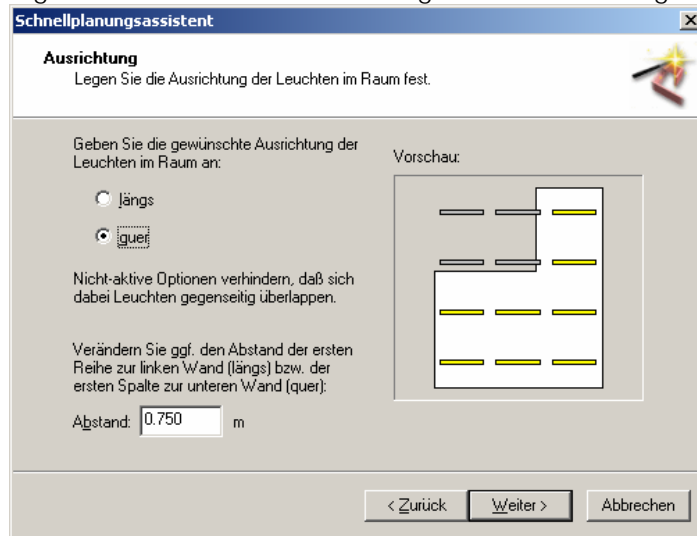 Schnellplanungsassistent
Ausrichtung
Legen Sie die Ausrichtung der Leuchten im Raum fest.
Geben Sie die gewünschte Ausrichtung der
Leuchten im Raum an:
längs
quer
Nicht-aktive Optionen verhindern, daß sich
dabei Leuchten gegenseitig überlappen.
Verändern Sie ggf. den Abstand der ersten
Reihe zur linken Wand (längs) bzw. der
ersten Spalte zur unteren Wand (quer):
Abstand: 0.750 m
Vorschau:
< Zurück Weiter > Abbrechen